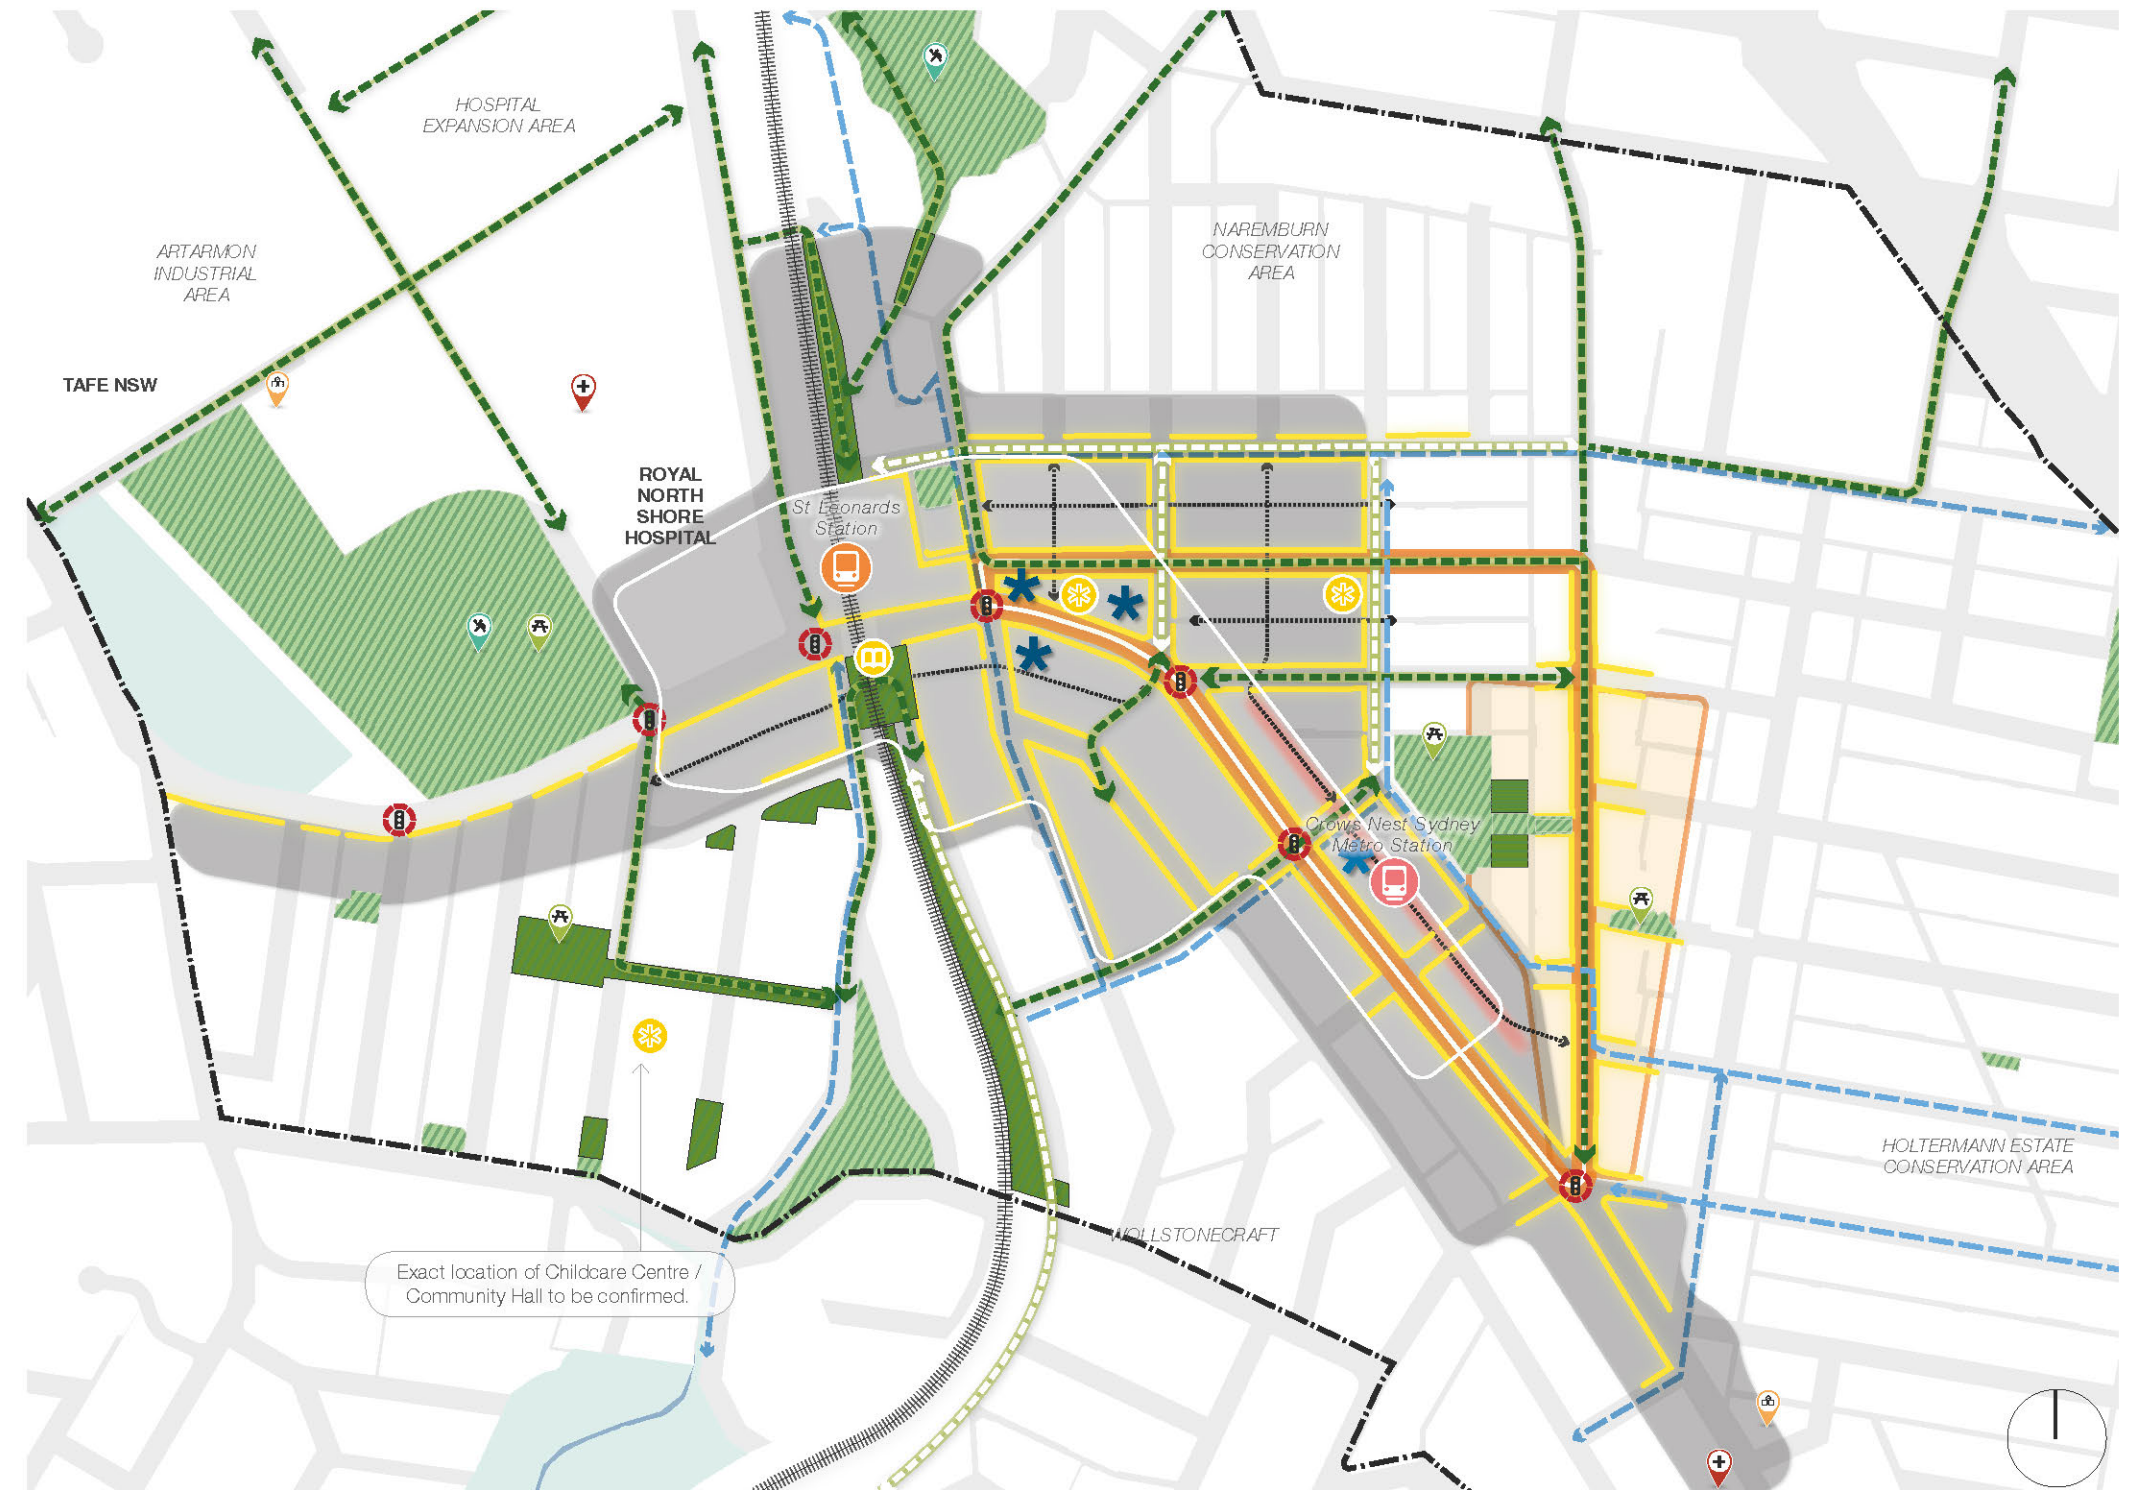 HOSPITAL
EXPANSION AREA
ARTARMON
INDUSTRIAL
AREA
NAREMBURN
CONSERVATION
AREA
TAFE NSW
ROYAL
NORTH
SHORE
HOSPITAL
St Leonards
Station
Crows Nest Sydney
Metro Station
HOLTERMANN ESTATE
CONSERVATION AREA
WOLLSTONECRAFT
Exact location of Childcare Centre /
Community Hall to be confirmed.